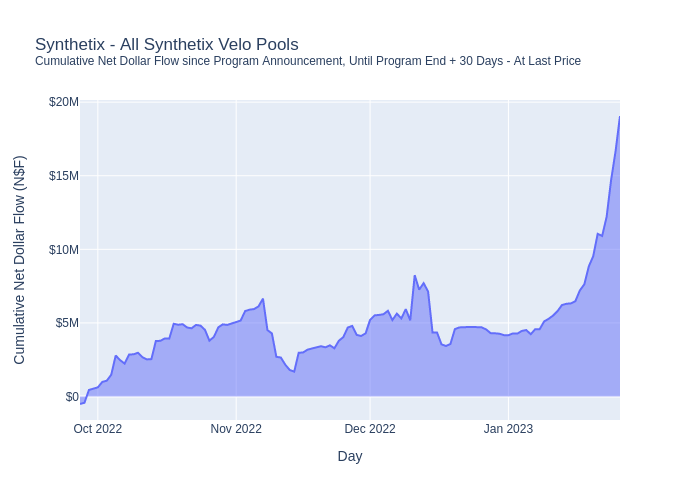 Synthetix - All Synthetix Velo Pools
Cumulative Net Dollar Flow since Program Announcement, Until Program End + 30 Days - At Last Price
Cumulative Net Dollar Flow (N$F)
$20M
$15M
$10M
$5M
$0
Oct 2022
Nov 2022
Dec 2022
Jan 2023
Day